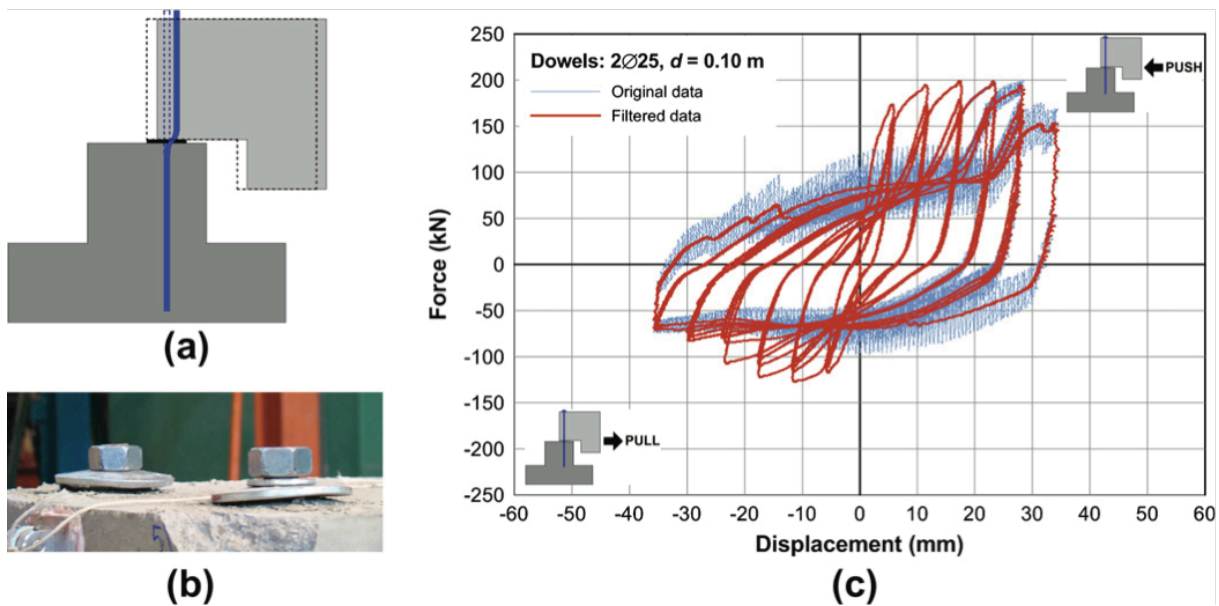 (a)
5
(b)
Dowels: 2∅25, d = 0.10 m
Original data
Filtered data
PUSH
PULL
Force (kN)
250
200
150
100
50
0
-50
-100
-150
-200
-250
-60 -50 -40 -30 -20 -10 0 10 20 30 40 50 60
Displacement (mm)
(c)